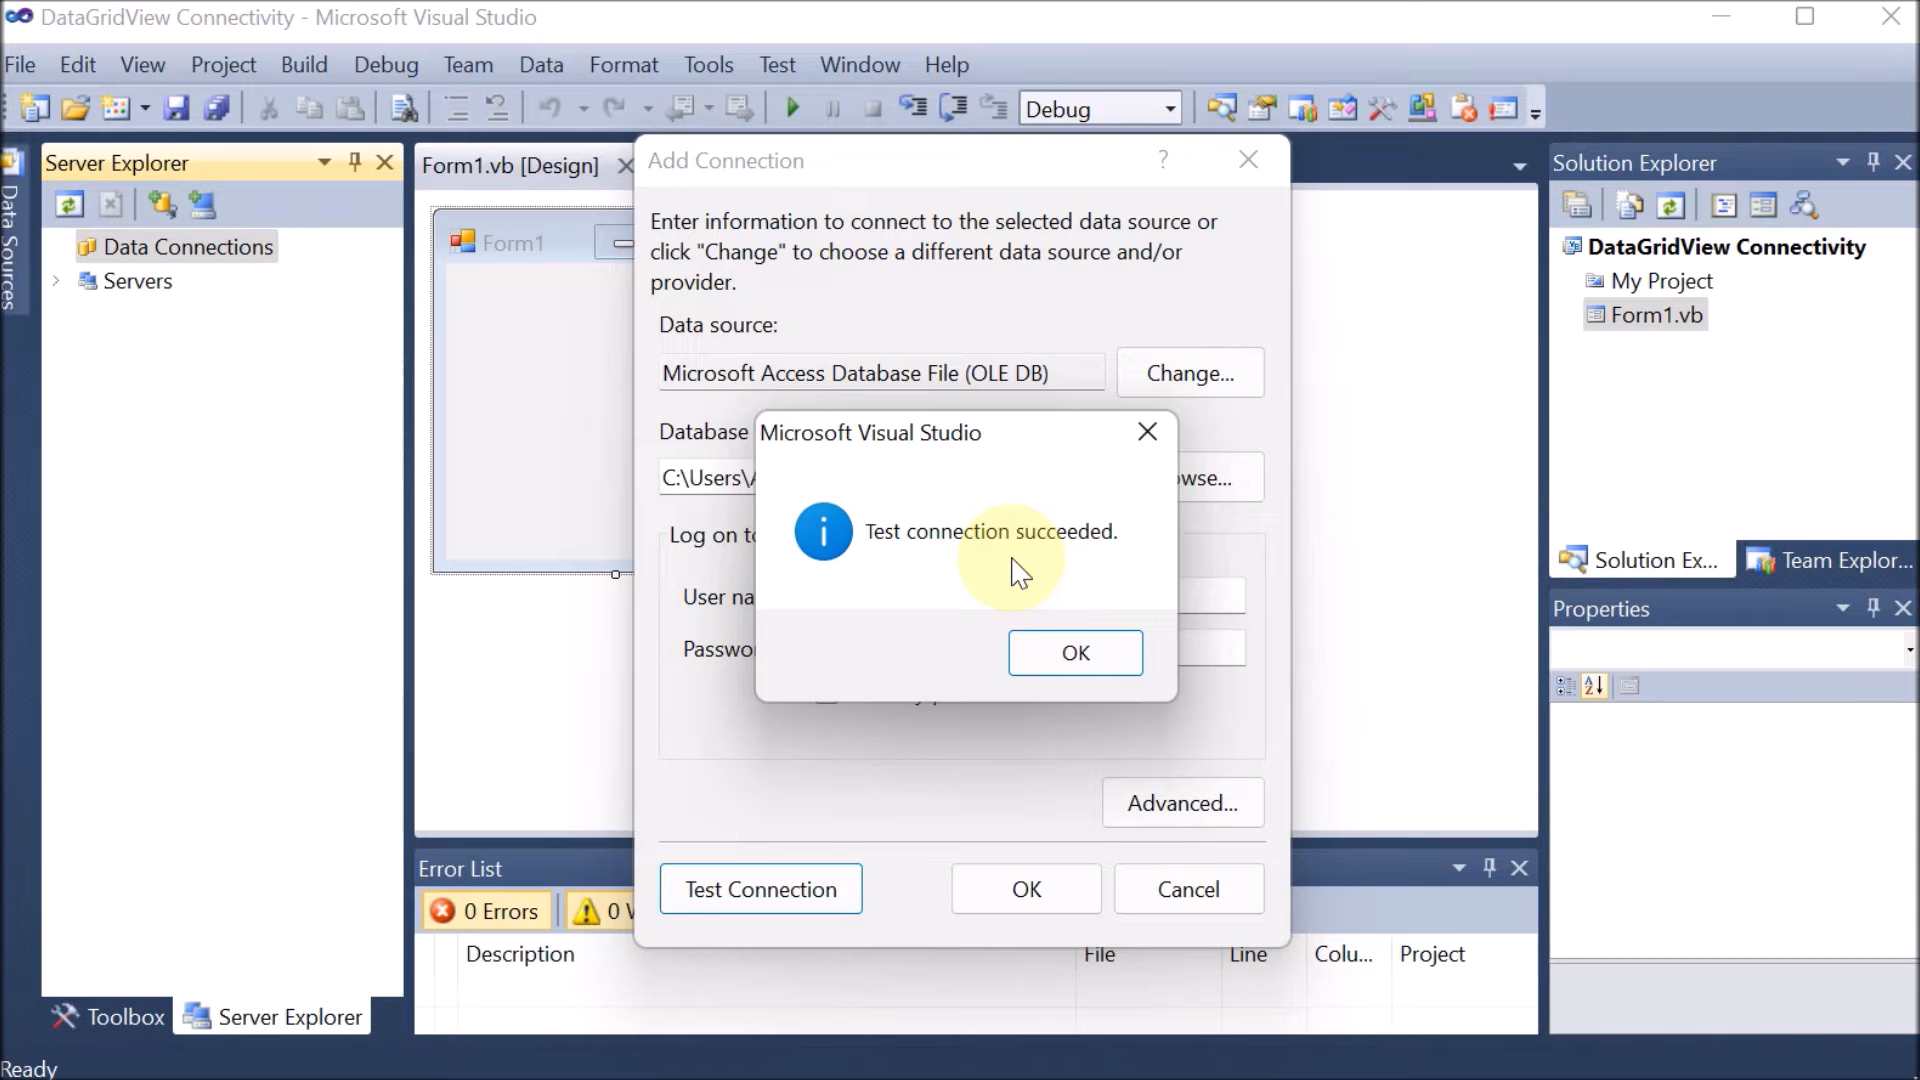 DataGridView Connectivity - Microsoft Visual Studio
File Edit View Project Build Debug Team Data Format Tools Test Window Help
Debug
Data Sources
Server Explorer
Data Connections
Servers
Toolbox
Server Explorer
Form1.vb [Design]
Form1
Add Connection
?
Enter information to connect to the selected data source or
click "Change" to choose a different data source and/or
provider.
Data source:
Microsoft Access Database File (OLE DB)
Change...
Database
C:\Users\
owse...
Log on to
User na
Passwo
Microsoft Visual Studio
Test connection succeeded.
OK
Advanced...
Test Connection
OK
Cancel
Error List
0 Errors
0
Description
File
Line
Colu...
Project
Solution Explorer
DataGridView Connectivity
My Project
Form1.vb
Solution Ex...
Team Explor...
Properties
Ready